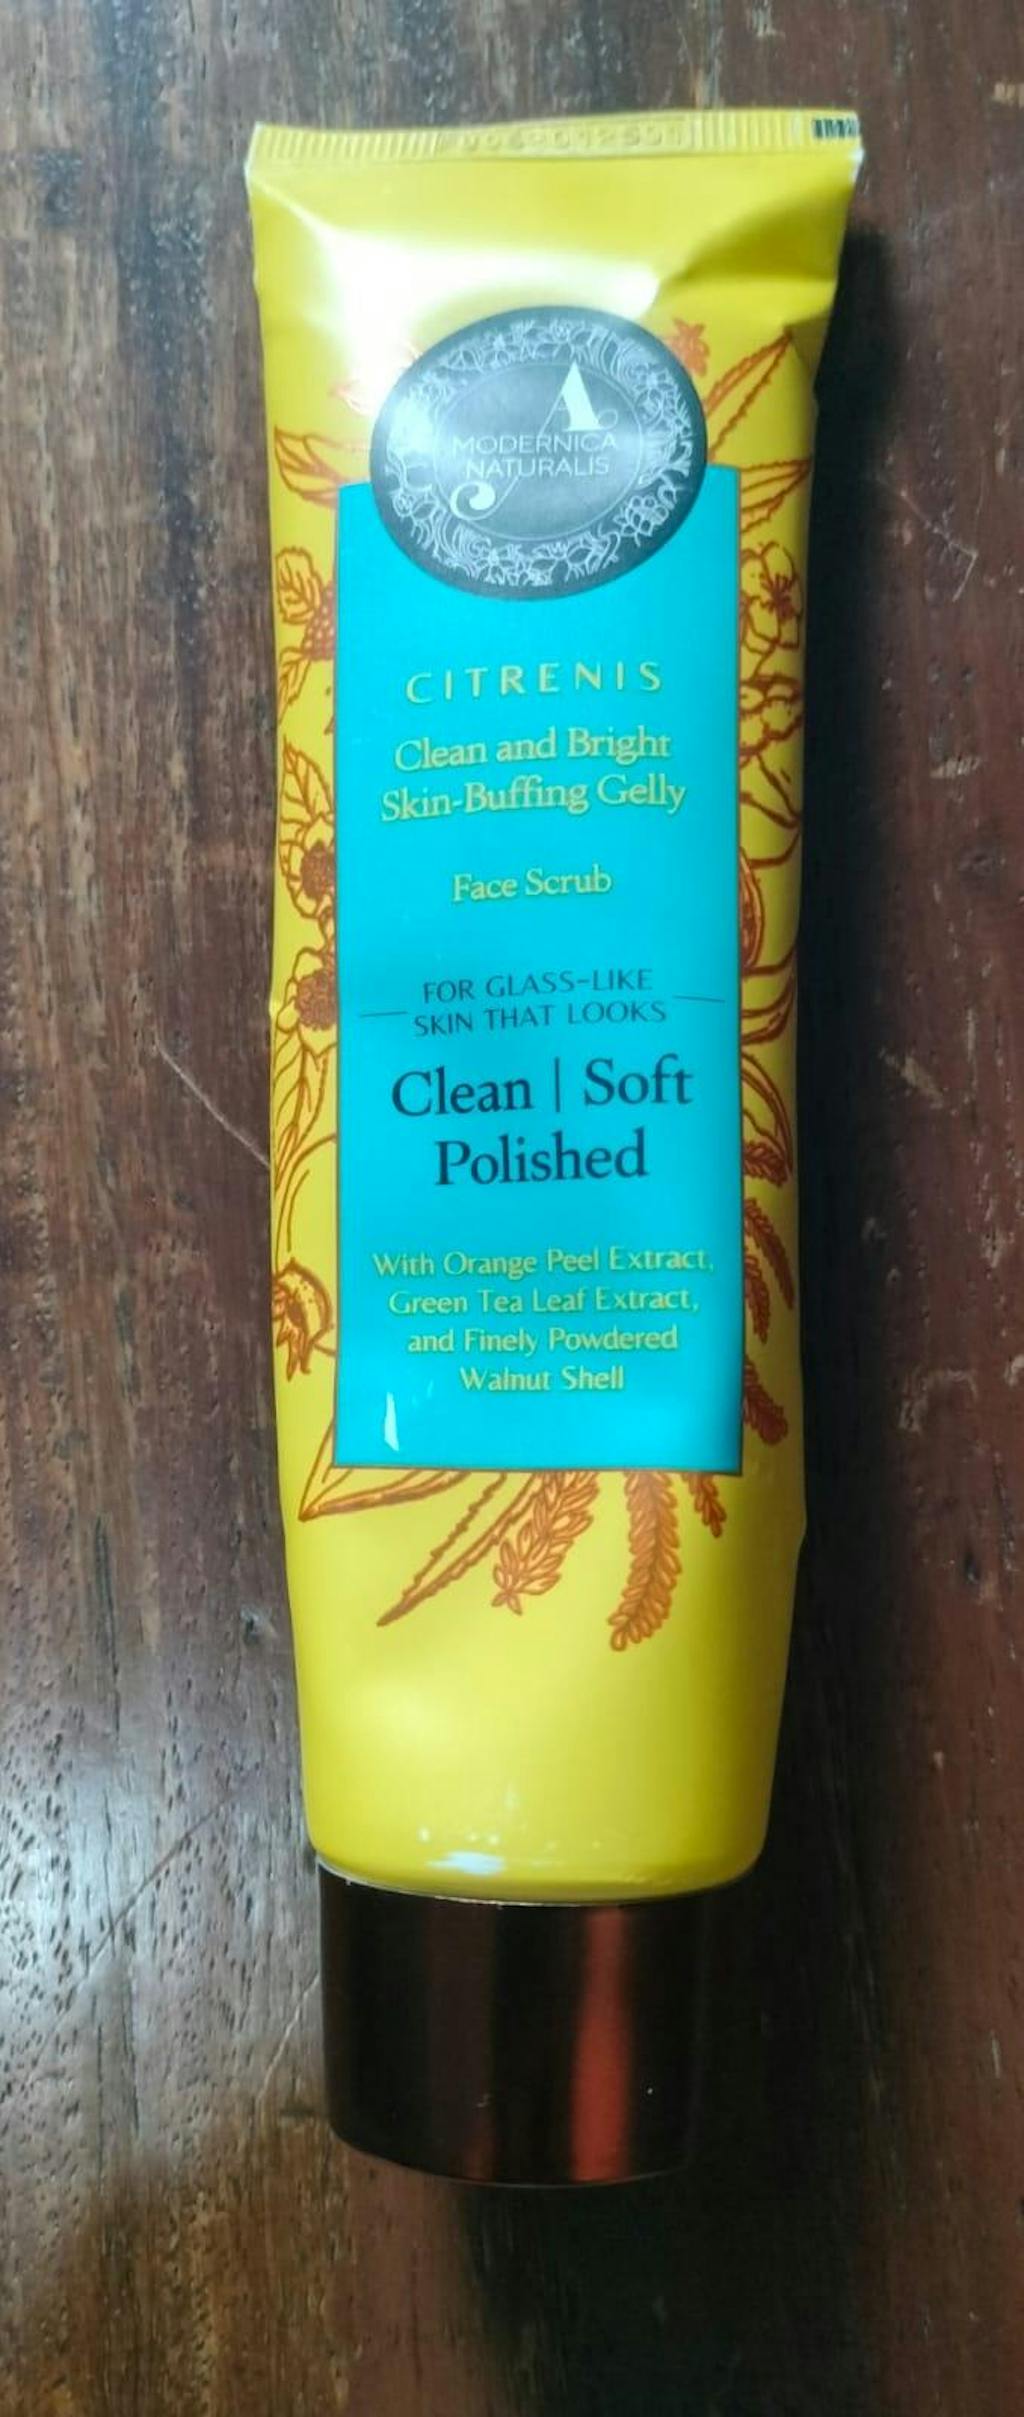 A
MODERNICA
NATURALIS
CITRENIS
Clean and Bright
Skin-Buffing Gelly
Face Scrub
FOR GLASS-LIKE
SKIN THAT LOOKS
Clean | Soft
Polished
With Orange Peel Extract,
Green Tea Leaf Extract,
and Finely Powdered
Walnut Shell